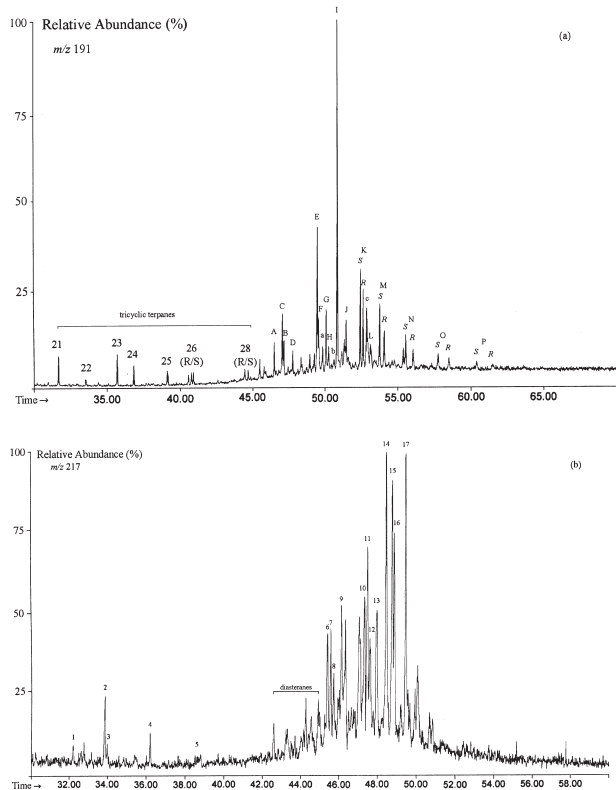 Relative Abundance (%)
m/z 191
(a)
100
75
50
25
I
E
C
A
B
D
F
a
G
H
b
J
K
S
R
c
L
M
S
R
N
S
R
O
S
R
P
S
R
tricyclic terpanes
21
22
23
24
25
26
(R/S)
28
(R/S)
Time→
35.00
40.00
45.00
50.00
55.00
60.00
65.00
Relative Abundance (%)
m/z 217
(b)
100
75
50
25
1
2
3
4
5
diasteranes
6
7
8
9
10
11
12
13
14
15
16
17
Time→
32.00
34.00
36.00
38.00
40.00
42.00
44.00
46.00
48.00
50.00
52.00
54.00
56.00
58.00